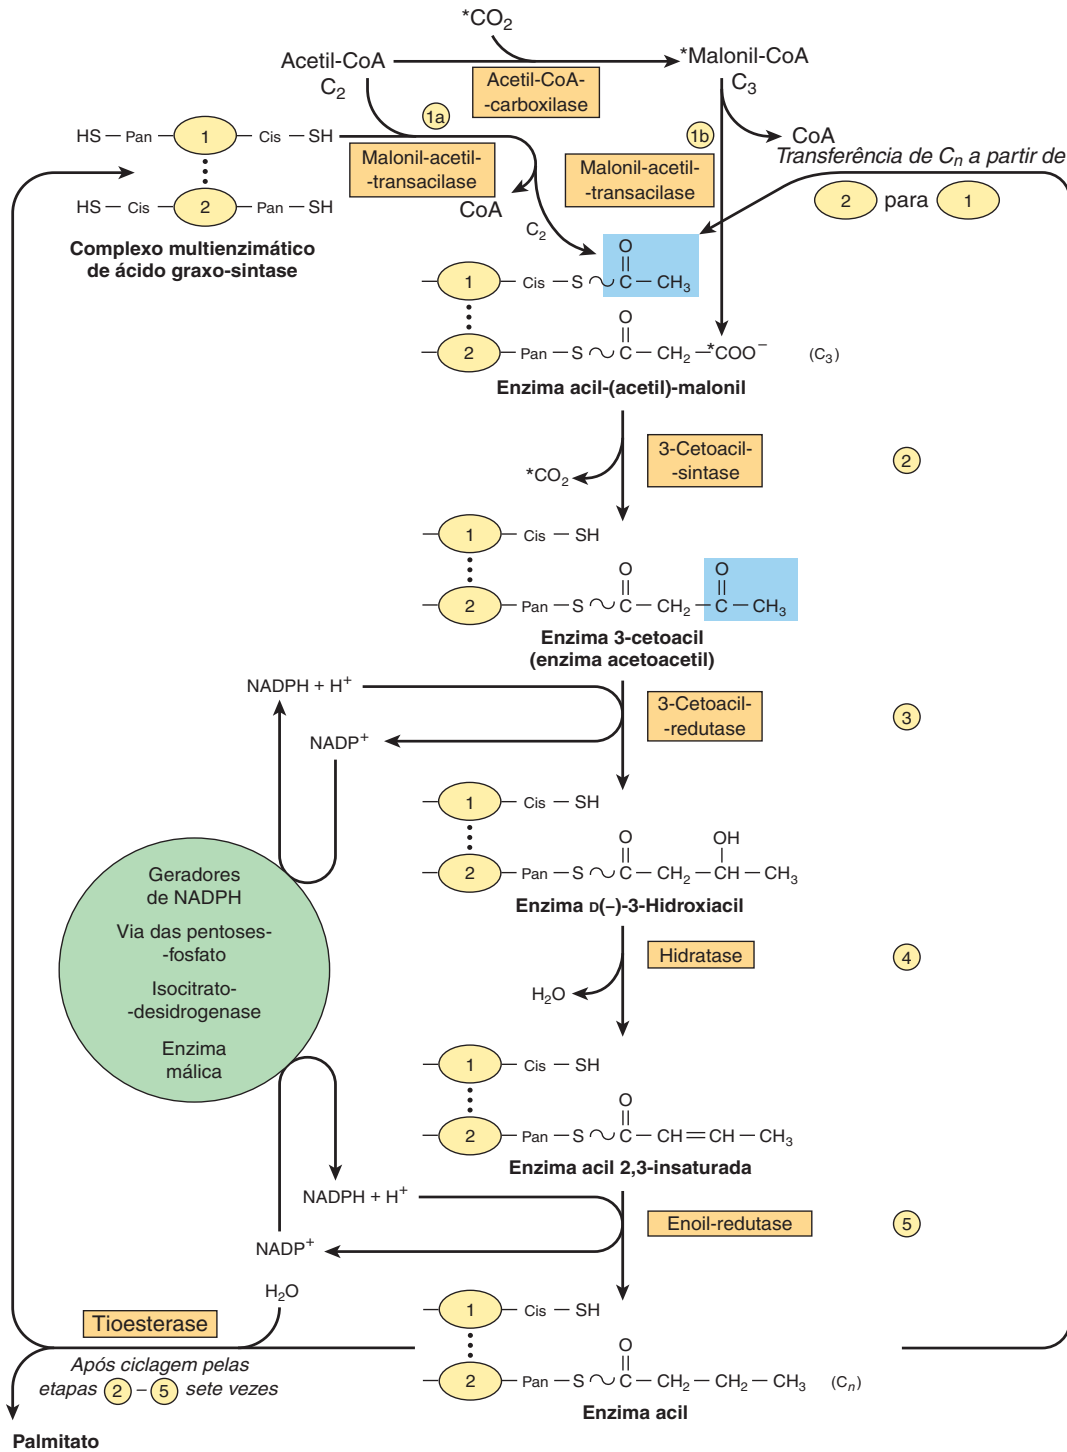 *CO2
Acetil-CoA
C2
Acetil-CoA-
-carboxilase
*Malonil-CoA
C3
1a
1b
CoA
HS — Pan — 1 — Cis — SH
HS — Cis — 2 — Pan — SH
Complexo multienzimático
de ácido graxo-sintase
Malonil-acetil-
-transacilase
CoA
C2
Malonil-acetil-
-transacilase
Transferência de Cn a partir de
2 para 1
O
1 — Cis — S ~ C — CH3
O
2 — Pan — S ~ C — CH2 — *COO− (C3)
Enzima acil-(acetil)-malonil
*CO2
3-Cetoacil-
-sintase
2
1 — Cis — SH
O O
2 — Pan — S ~ C — CH2 — C — CH3
Enzima 3-cetoacil
(enzima acetoacetil)
NADPH + H+
NADP+
3-Cetoacil-
-redutase
3
1 — Cis — SH
O OH
2 — Pan — S ~ C — CH2 — CH — CH3
Enzima D(–)-3-Hidroxiacil
Geradores
de NADPH
Via das pentoses-
-fosfato
Isocitrato-
-desidrogenase
Enzima
málica
Hidratase
4
H2O
1 — Cis — SH
O
2 — Pan — S ~ C — CH = CH — CH3
Enzima acil 2,3-insaturada
NADPH + H+
NADP+
Enoil-redutase
5
H2O
Tioesterase
Após ciclagem pelas
etapas 2 – 5 sete vezes
1 — Cis — SH
O
2 — Pan — S ~ C — CH2 — CH2 — CH3 (Cn)
Enzima acil
Palmitato